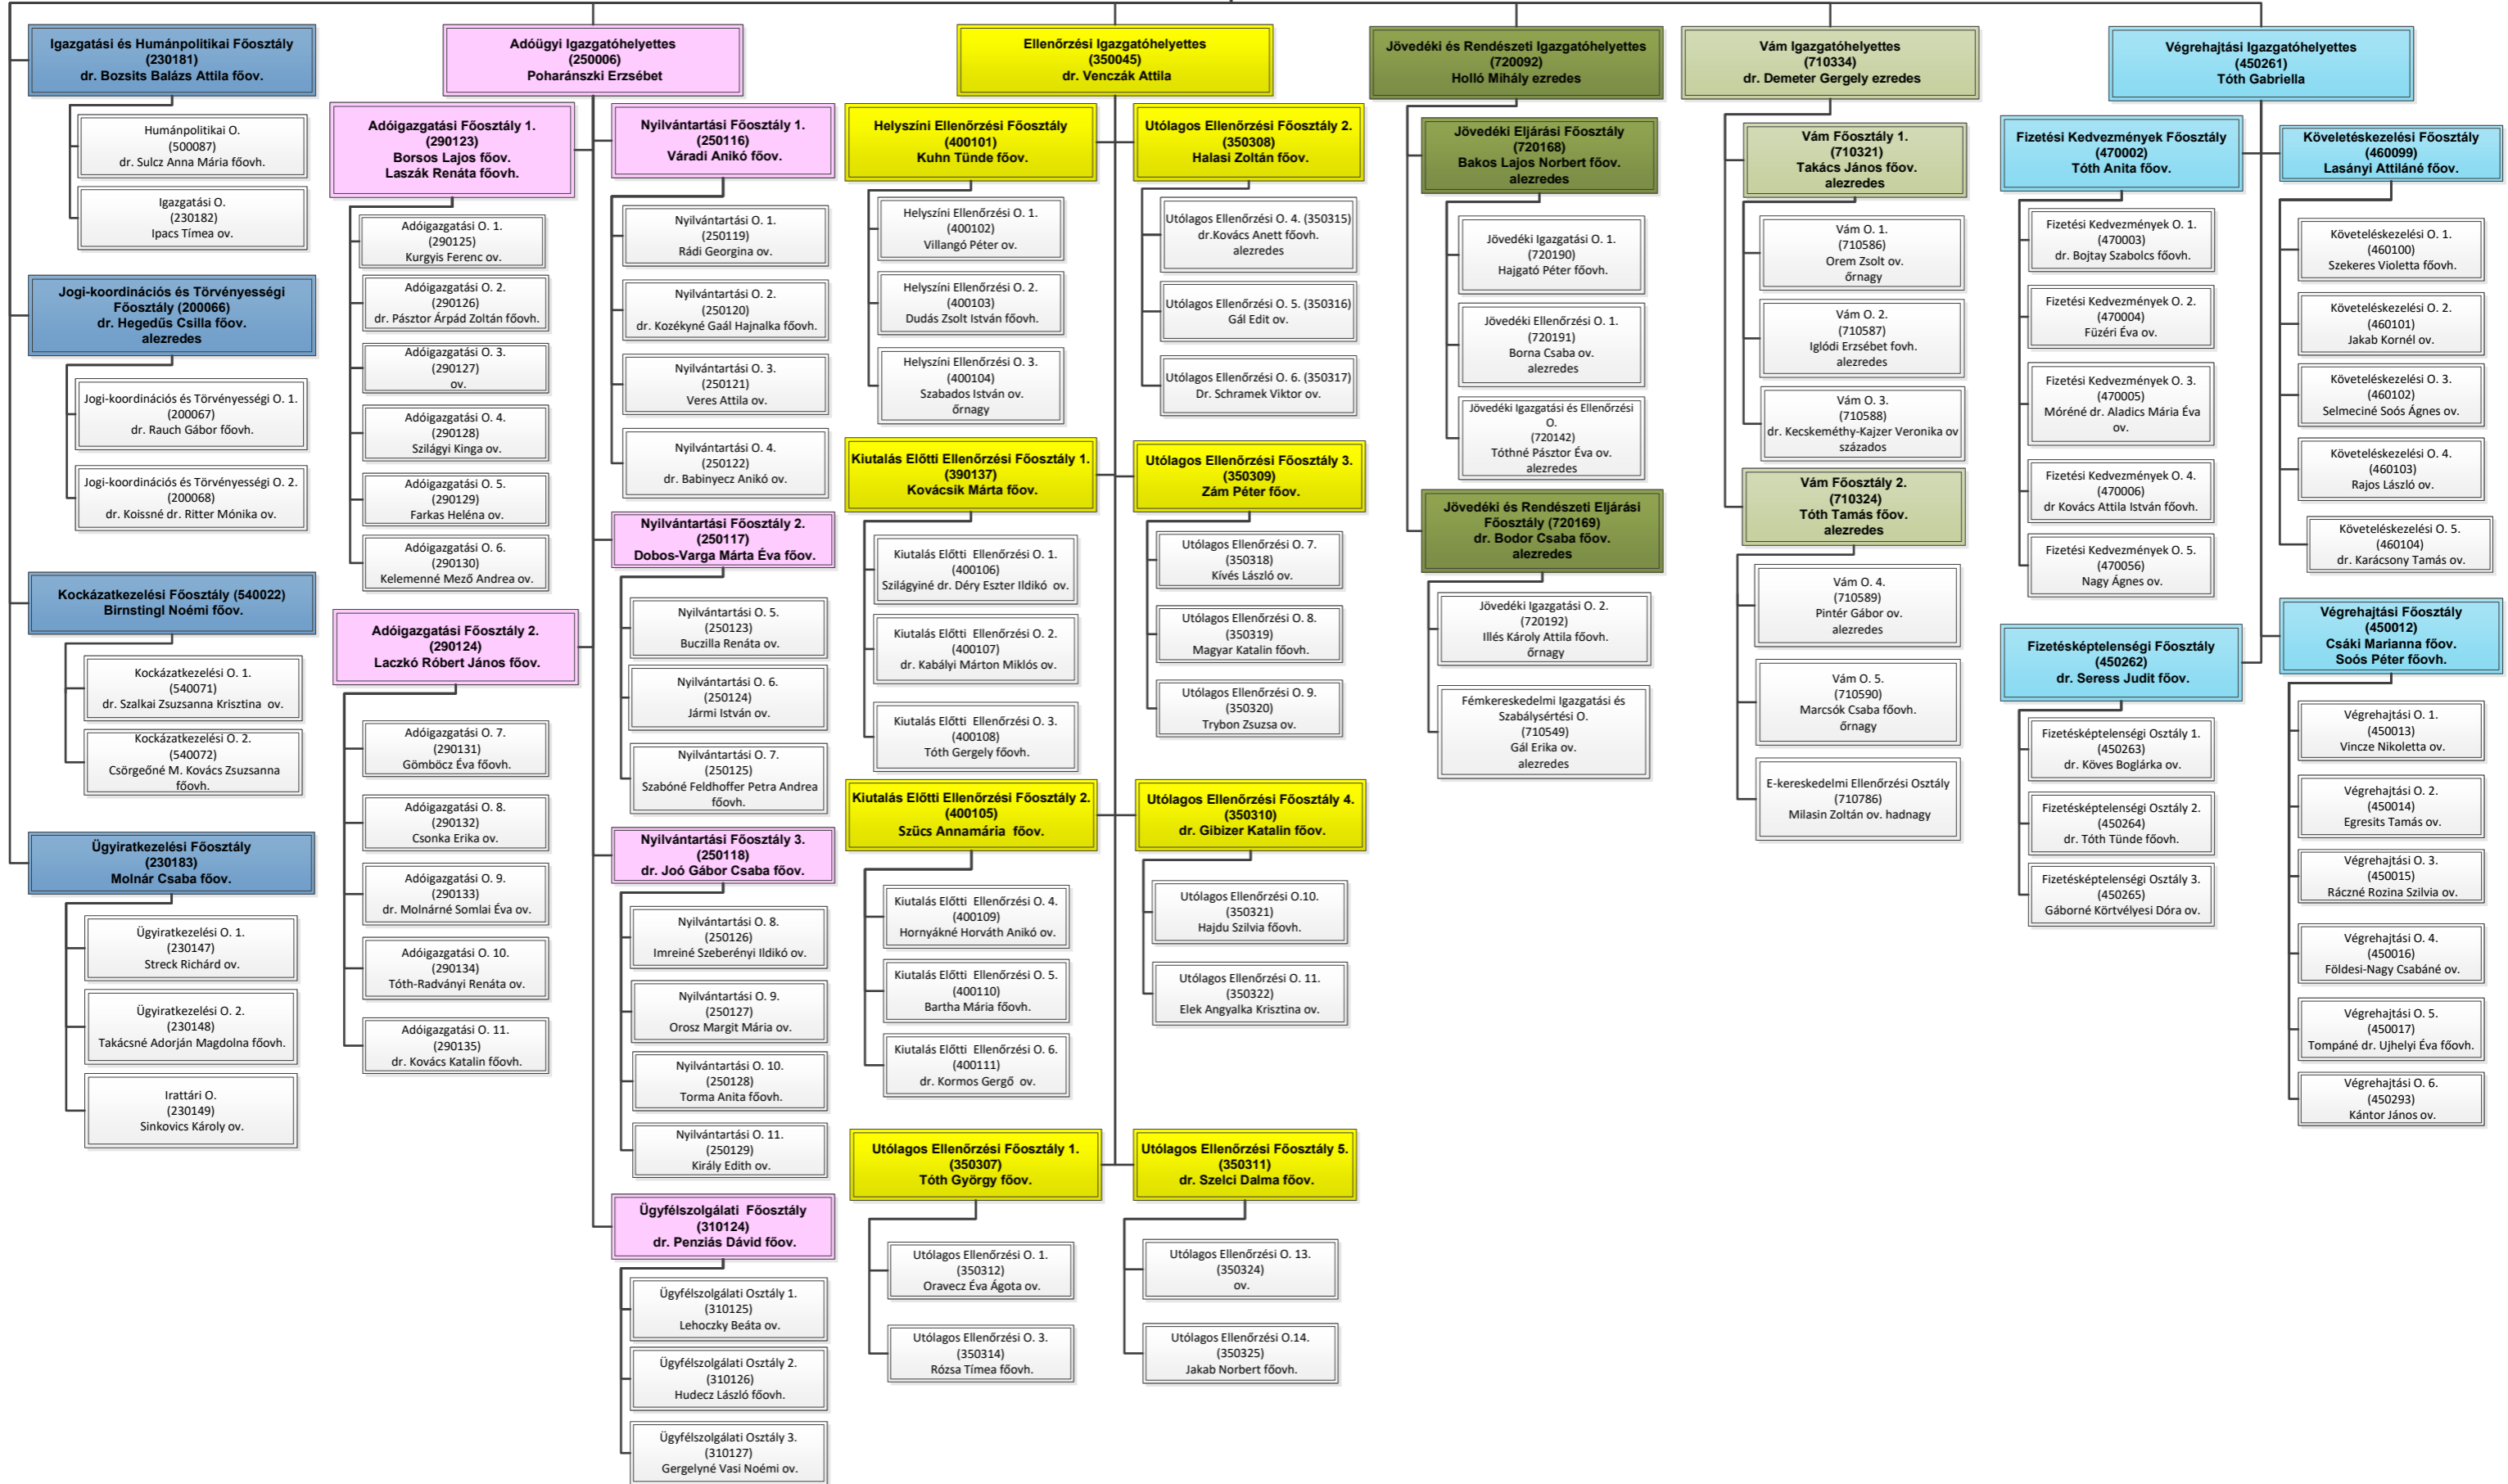 Igazgatási és Humánpolitikai Főosztály
(230181)
dr. Bozsits Balázs Attila főov.
Humánpolitikai O.
(500087)
dr. Sulcz Anna Mária főovh.
Igazgatási O.
(230182)
Ipacs Tímea ov.
Jogi-koordinációs és Törvényességi
Főosztály (200066)
dr. Hegedűs Csilla főov.
alezredes
Jogi-koordinációs és Törvényességi O. 1.
(200067)
dr. Rauch Gábor főovh.
Jogi-koordinációs és Törvényességi O. 2.
(200068)
dr. Koissné dr. Ritter Mónika ov.
Kockázatkezelési Főosztály (540022)
Birnstingl Noémi főov.
Kockázatkezelési O. 1.
(540071)
dr. Szalkai Zsuzsanna Krisztina ov.
Kockázatkezelési O. 2.
(540072)
Csörgeőné M. Kovács Zsuzsanna
főovh.
Ügyiratkezelési Főosztály
(230183)
Molnár Csaba főov.
Ügyiratkezelési O. 1.
(230147)
Streck Richárd ov.
Ügyiratkezelési O. 2.
(230148)
Takácsné Adorján Magdolna főovh.
Irattári O.
(230149)
Sinkovics Károly ov.
Adóügyi Igazgatóhelyettes
(250006)
Poharánszki Erzsébet
Adóigazgatási Főosztály 1.
(290123)
Borsos Lajos főov.
Laszák Renáta főovh.
Adóigazgatási O. 1.
(290125)
Kurgyis Ferenc ov.
Adóigazgatási O. 2.
(290126)
dr. Pásztor Árpád Zoltán főovh.
Adóigazgatási O. 3.
(290127)
ov.
Adóigazgatási O. 4.
(290128)
Szilágyi Kinga ov.
Adóigazgatási O. 5.
(290129)
Farkas Heléna ov.
Adóigazgatási O. 6.
(290130)
Kelemenné Mező Andrea ov.
Adóigazgatási Főosztály 2.
(290124)
Laczkó Róbert János főov.
Adóigazgatási O. 7.
(290131)
Gömböcz Éva főovh.
Adóigazgatási O. 8.
(290132)
Csonka Erika ov.
Adóigazgatási O. 9.
(290133)
dr. Molnárné Somlai Éva ov.
Adóigazgatási O. 10.
(290134)
Tóth-Radványi Renáta ov.
Adóigazgatási O. 11.
(290135)
dr. Kovács Katalin főovh.
Nyilvántartási Főosztály 1.
(250116)
Váradi Anikó főov.
Nyilvántartási O. 1.
(250119)
Rádi Georgina ov.
Nyilvántartási O. 2.
(250120)
dr. Kozékyné Gaál Hajnalka főovh.
Nyilvántartási O. 3.
(250121)
Veres Attila ov.
Nyilvántartási O. 4.
(250122)
dr. Babinyecz Anikó ov.
Nyilvántartási Főosztály 2.
(250117)
Dobos-Varga Márta Éva főov.
Nyilvántartási O. 5.
(250123)
Buczilla Renáta ov.
Nyilvántartási O. 6.
(250124)
Jármi István ov.
Nyilvántartási O. 7.
(250125)
Szabóné Feldhoffer Petra Andrea
főovh.
Nyilvántartási Főosztály 3.
(250118)
dr. Joó Gábor Csaba főov.
Nyilvántartási O. 8.
(250126)
Imreiné Szeberényi Ildikó ov.
Nyilvántartási O. 9.
(250127)
Orosz Margit Mária ov.
Nyilvántartási O. 10.
(250128)
Torma Anita főovh.
Nyilvántartási O. 11.
(250129)
Király Edith ov.
Ügyfélszolgálati Főosztály
(310124)
dr. Penziás Dávid főov.
Ügyfélszolgálati Osztály 1.
(310125)
Lehoczky Beáta ov.
Ügyfélszolgálati Osztály 2.
(310126)
Hudecz László főovh.
Ügyfélszolgálati Osztály 3.
(310127)
Gergelyné Vasi Noémi ov.
Ellenőrzési Igazgatóhelyettes
(350045)
dr. Venczák Attila
Helyszíni Ellenőrzési Főosztály
(400101)
Kuhn Tünde főov.
Helyszíni Ellenőrzési O. 1.
(400102)
Villangó Péter ov.
Helyszíni Ellenőrzési O. 2.
(400103)
Dudás Zsolt István főovh.
Helyszíni Ellenőrzési O. 3.
(400104)
Szabados István ov.
őrnagy
Kiutalás Előtti Ellenőrzési Főosztály 1.
(390137)
Kovácsik Márta főov.
Kiutalás Előtti Ellenőrzési O. 1.
(400106)
Szilágyiné dr. Déry Eszter Ildikó ov.
Kiutalás Előtti Ellenőrzési O. 2.
(400107)
dr. Kabályi Márton Miklós ov.
Kiutalás Előtti Ellenőrzési O. 3.
(400108)
Tóth Gergely főovh.
Kiutalás Előtti Ellenőrzési Főosztály 2.
(400105)
Szücs Annamária főov.
Kiutalás Előtti Ellenőrzési O. 4.
(400109)
Hornyákné Horváth Anikó ov.
Kiutalás Előtti Ellenőrzési O. 5.
(400110)
Bartha Mária főovh.
Kiutalás Előtti Ellenőrzési O. 6.
(400111)
dr. Kormos Gergő ov.
Utólagos Ellenőrzési Főosztály 1.
(350307)
Tóth György főov.
Utólagos Ellenőrzési O. 1.
(350312)
Oravecz Éva Ágota ov.
Utólagos Ellenőrzési O. 3.
(350314)
Rózsa Tímea főovh.
Utólagos Ellenőrzési Főosztály 2.
(350308)
Halasi Zoltán főov.
Utólagos Ellenőrzési O. 4. (350315)
dr.Kovács Anett főovh.
alezredes
Utólagos Ellenőrzési O. 5. (350316)
Gál Edit ov.
Utólagos Ellenőrzési O. 6. (350317)
Dr. Schramek Viktor ov.
Utólagos Ellenőrzési Főosztály 3.
(350309)
Zám Péter főov.
Utólagos Ellenőrzési O. 7.
(350318)
Kívés László ov.
Utólagos Ellenőrzési O. 8.
(350319)
Magyar Katalin főovh.
Utólagos Ellenőrzési O. 9.
(350320)
Trybon Zsuzsa ov.
Utólagos Ellenőrzési Főosztály 4.
(350310)
dr. Gibizer Katalin főov.
Utólagos Ellenőrzési O.10.
(350321)
Hajdu Szilvia főovh.
Utólagos Ellenőrzési O. 11.
(350322)
Elek Angyalka Krisztina ov.
Utólagos Ellenőrzési Főosztály 5.
(350311)
dr. Szelci Dalma főov.
Utólagos Ellenőrzési O. 13.
(350324)
ov.
Utólagos Ellenőrzési O.14.
(350325)
Jakab Norbert főovh.
Jövedéki és Rendészeti Igazgatóhelyettes
(720092)
Holló Mihály ezredes
Jövedéki Eljárási Főosztály
(720168)
Bakos Lajos Norbert főov.
alezredes
Jövedéki Igazgatási O. 1.
(720190)
Hajgató Péter főovh.
Jövedéki Ellenőrzési O. 1.
(720191)
Borna Csaba ov.
alezredes
Jövedéki Igazgatási és Ellenőrzési
O.
(720142)
Tóthné Pásztor Éva ov.
alezredes
Jövedéki és Rendészeti Eljárási
Főosztály (720169)
dr. Bodor Csaba főov.
alezredes
Jövedéki Igazgatási O. 2.
(720192)
Illés Károly Attila főovh.
őrnagy
Fémkereskedelmi Igazgatási és
Szabálysértési O.
(710549)
Gál Erika ov.
alezredes
Vám Igazgatóhelyettes
(710334)
dr. Demeter Gergely ezredes
Vám Főosztály 1.
(710321)
Takács János főov.
alezredes
Vám O. 1.
(710586)
Orem Zsolt ov.
őrnagy
Vám O. 2.
(710587)
Iglódi Erzsébet fovh.
alezredes
Vám O. 3.
(710588)
dr. Kecskeméthy-Kajzer Veronika ov
százados
Vám Főosztály 2.
(710324)
Tóth Tamás főov.
alezredes
Vám O. 4.
(710589)
Pintér Gábor ov.
alezredes
Vám O. 5.
(710590)
Marcsók Csaba főovh.
őrnagy
E-kereskedelmi Ellenőrzési Osztály
(710786)
Milasin Zoltán ov. hadnagy
Végrehajtási Igazgatóhelyettes
(450261)
Tóth Gabriella
Fizetési Kedvezmények Főosztály
(470002)
Tóth Anita főov.
Fizetési Kedvezmények O. 1.
(470003)
dr. Bojtay Szabolcs főovh.
Fizetési Kedvezmények O. 2.
(470004)
Füzéri Éva ov.
Fizetési Kedvezmények O. 3.
(470005)
Móréné dr. Aladics Mária Éva
ov.
Fizetési Kedvezmények O. 4.
(470006)
dr Kovács Attila István főovh.
Fizetési Kedvezmények O. 5.
(470056)
Nagy Ágnes ov.
Fizetésképtelenségi Főosztály
(450262)
dr. Seress Judit főov.
Fizetésképtelenségi Osztály 1.
(450263)
dr. Köves Boglárka ov.
Fizetésképtelenségi Osztály 2.
(450264)
dr. Tóth Tünde főovh.
Fizetésképtelenségi Osztály 3.
(450265)
Gáborné Körtvélyesi Dóra ov.
Követeléskezelési Főosztály
(460099)
Lasányi Attiláné főov.
Követeléskezelési O. 1.
(460100)
Szekeres Violetta főovh.
Követeléskezelési O. 2.
(460101)
Jakab Kornél ov.
Követeléskezelési O. 3.
(460102)
Selmeciné Soós Ágnes ov.
Követeléskezelési O. 4.
(460103)
Rajos László ov.
Követeléskezelési O. 5.
(460104)
dr. Karácsony Tamás ov.
Végrehajtási Főosztály
(450012)
Csáki Marianna főov.
Soós Péter főovh.
Végrehajtási O. 1.
(450013)
Vincze Nikoletta ov.
Végrehajtási O. 2.
(450014)
Egresits Tamás ov.
Végrehajtási O. 3.
(450015)
Ráczné Rozina Szilvia ov.
Végrehajtási O. 4.
(450016)
Földesi-Nagy Csabáné ov.
Végrehajtási O. 5.
(450017)
Tompáné dr. Ujhelyi Éva főovh.
Végrehajtási O. 6.
(450293)
Kántor János ov.